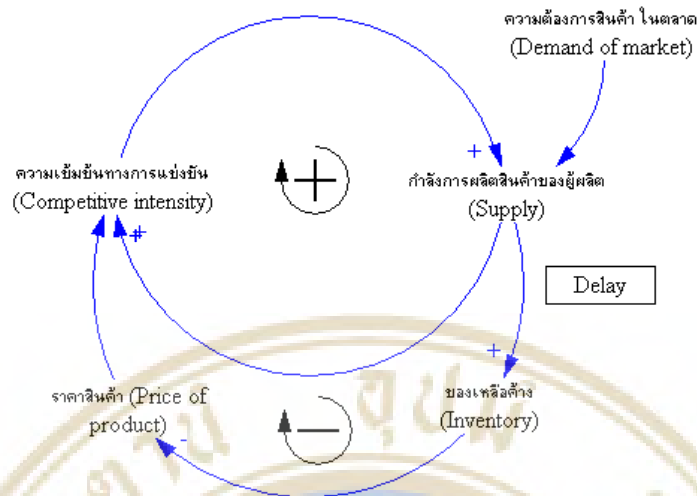 ความต้องการสินค้า ในตลาด
(Demand of market)
+
ความเข้มข้นทางการแข่งขัน
(Competitive intensity)
+
กำลังการผลิตสินค้าของผู้ผลิต
(Supply)
+
Delay
+
ราคาสินค้า (Price of
product)
-
ของเหลือค้าง
(Inventory)
−